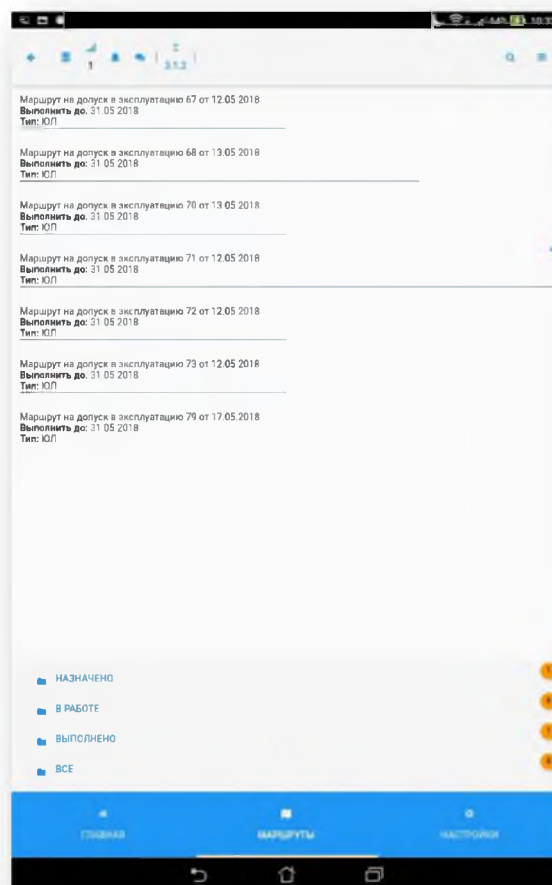 1
3.1.2
Маршрут на допуск в эксплуатацию 67 от 12.05 2018
Выполнить до. 31 05 2018
Тип: ЮЛ
Маршрут на допуск в эксплуатацию 68 от 13.05 2018
Выполнить до: 31 05 2018
Тип: ЮЛ
Маршрут на допуск в эксплуатацию 70 от 13 05 2018
Выполнить до. 31 05 2018
Тип: ЮЛ
Маршрут на допуск в эксплуатацию 71 от 12.05 2018
Выполнить до: 31 05 2018
Тип: ЮЛ
Маршрут на допуск в эксплуатацию 72 от 12.05 2018
Выполнить до: 31 05 2018
Тип: ЮЛ
Маршрут на допуск в эксплуатацию 73 от 12.05 2018
Выполнить до. 31 05 2018
Тип: ЮЛ
Маршрут на допуск в эксплуатацию 79 от 17.05 2018
Выполнить до: 31 05 2018
Тип: ЮЛ
НАЗНАЧЕНО
В РАБОТЕ
ВЫПОЛНЕНО
ВСЕ
ГЛАВНАЯ
МАРШРУТЫ
НАСТРОЙКИ